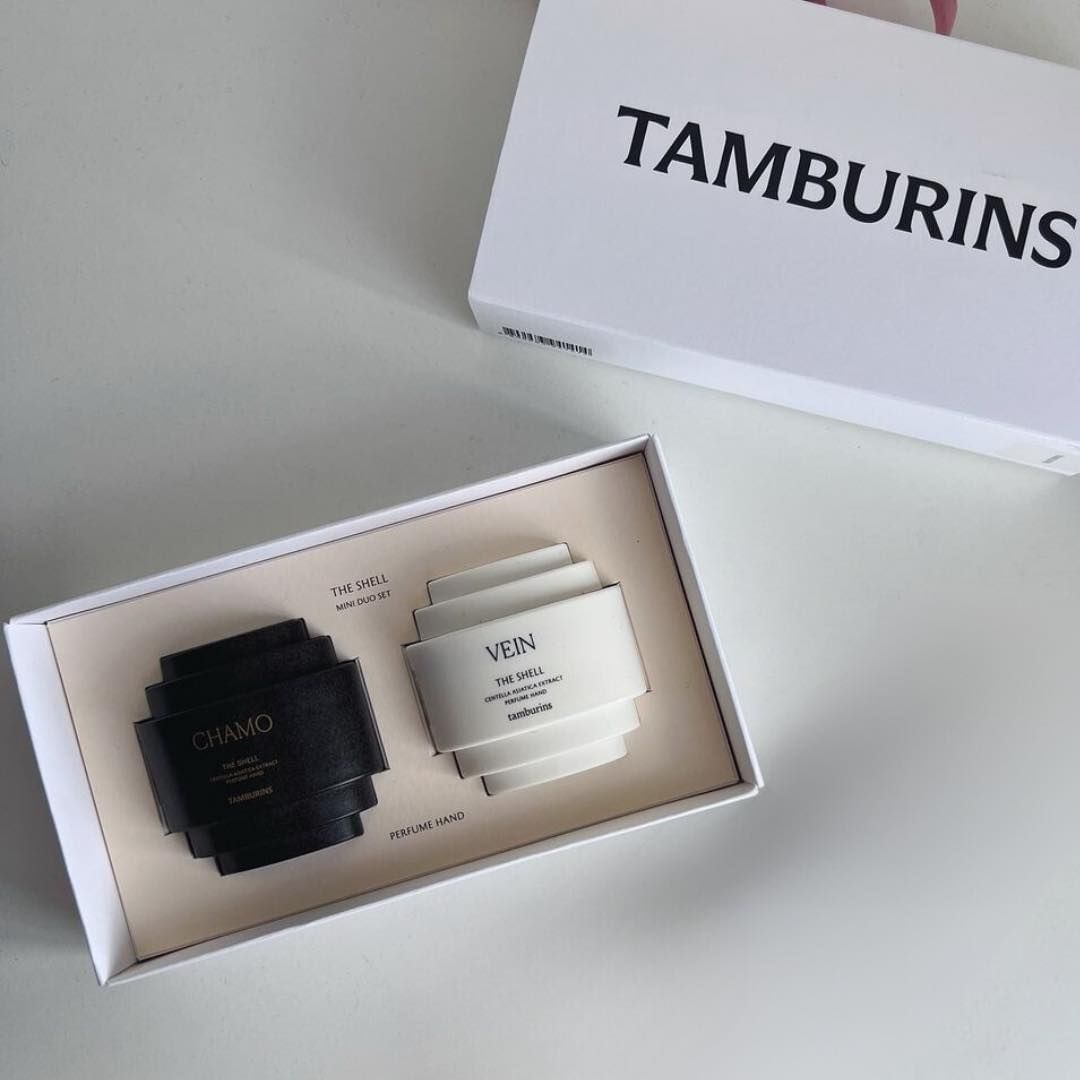 TAMBURINS
THE SHELL
MINI DUO SET
CHAMO
THE SHELL
CENTELLA ASIATICA EXTRACT
PERFUME HAND
TAMBURINS
VEIN
THE SHELL
CENTELLA ASIATICA EXTRACT
PERFUME HAND
tamburins
PERFUME HAND